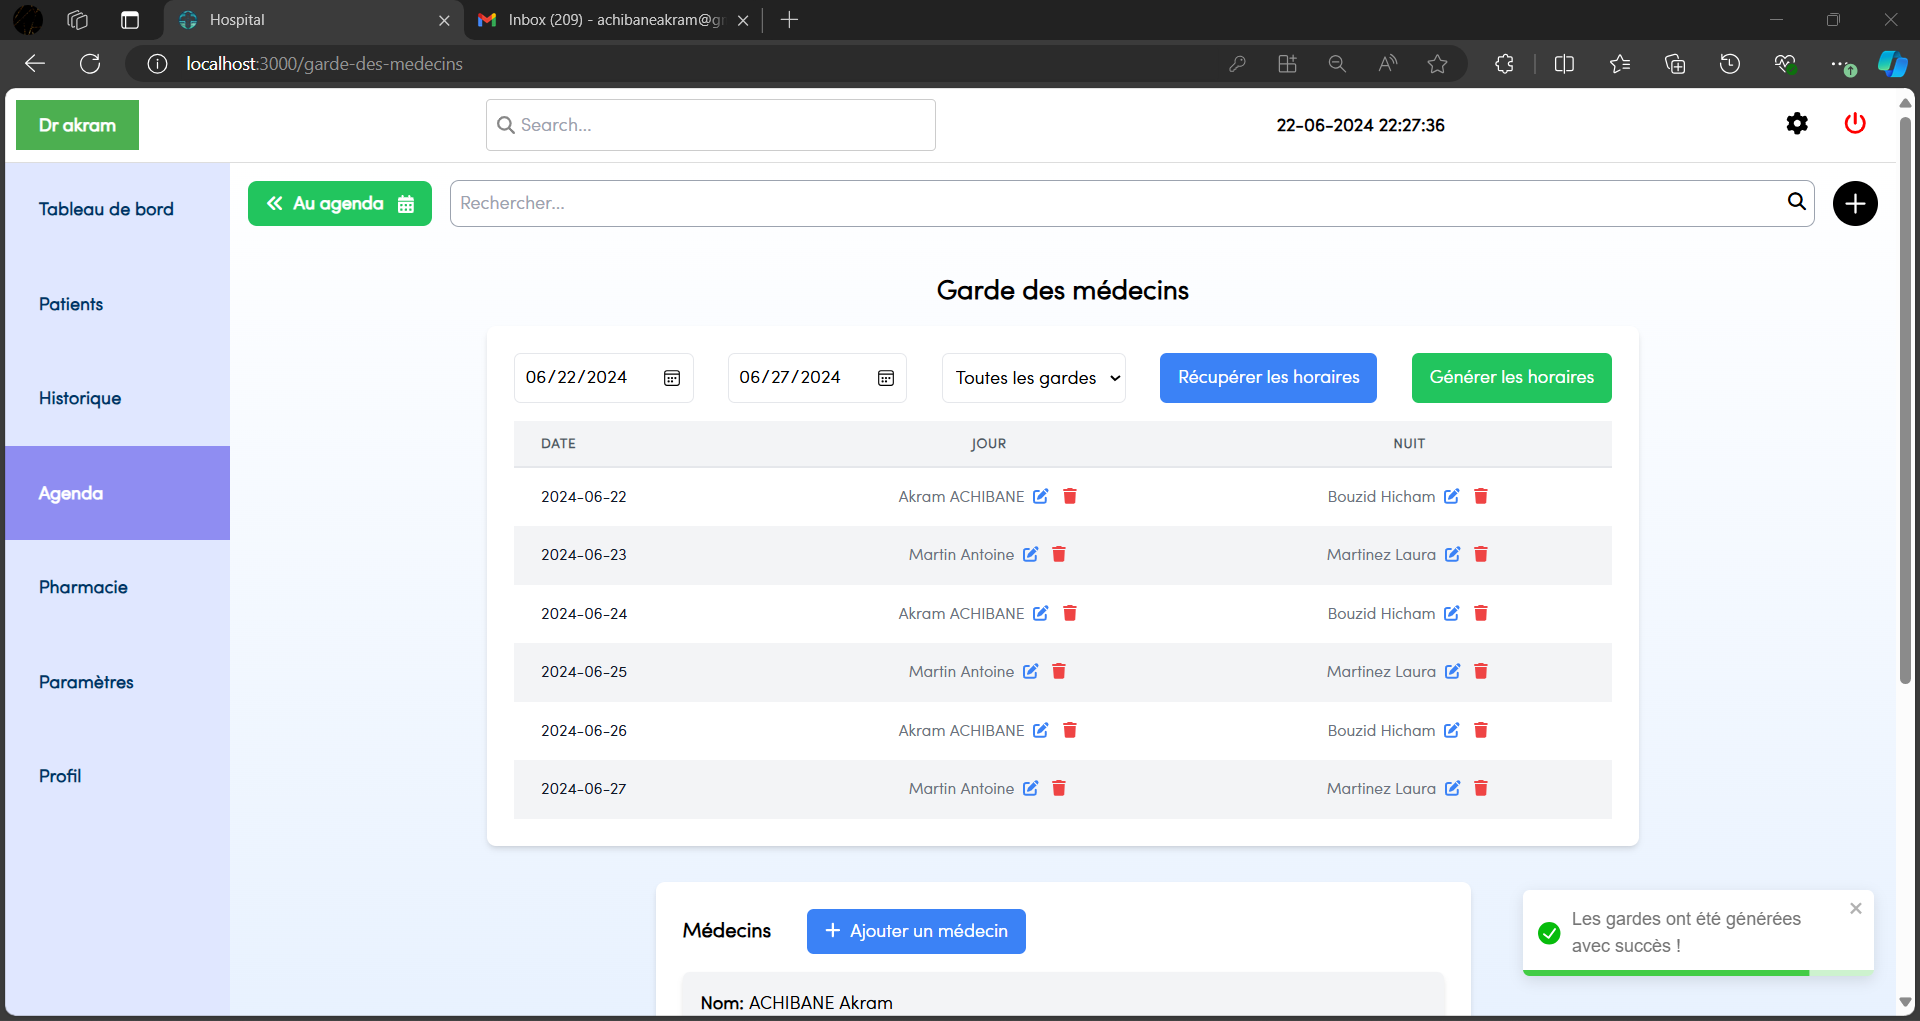 Hospital
Inbox (209) - achibaneakram@gr
localhost:3000/garde-des-medecins
Dr akram
Search...
22-06-2024 22:27:36
Tableau de bord
Patients
Historique
Agenda
Pharmacie
Paramètres
Profil
Au agenda
Rechercher...
Garde des médecins
06/22/2024
06/27/2024
Toutes les gardes
Récupérer les horaires
Générer les horaires
DATE JOUR NUIT
2024-06-22 Akram ACHIBANE Bouzid Hicham
2024-06-23 Martin Antoine Martinez Laura
2024-06-24 Akram ACHIBANE Bouzid Hicham
2024-06-25 Martin Antoine Martinez Laura
2024-06-26 Akram ACHIBANE Bouzid Hicham
2024-06-27 Martin Antoine Martinez Laura
Médecins
Ajouter un médecin
Nom: ACHIBANE Akram
Les gardes ont été générées
avec succès !